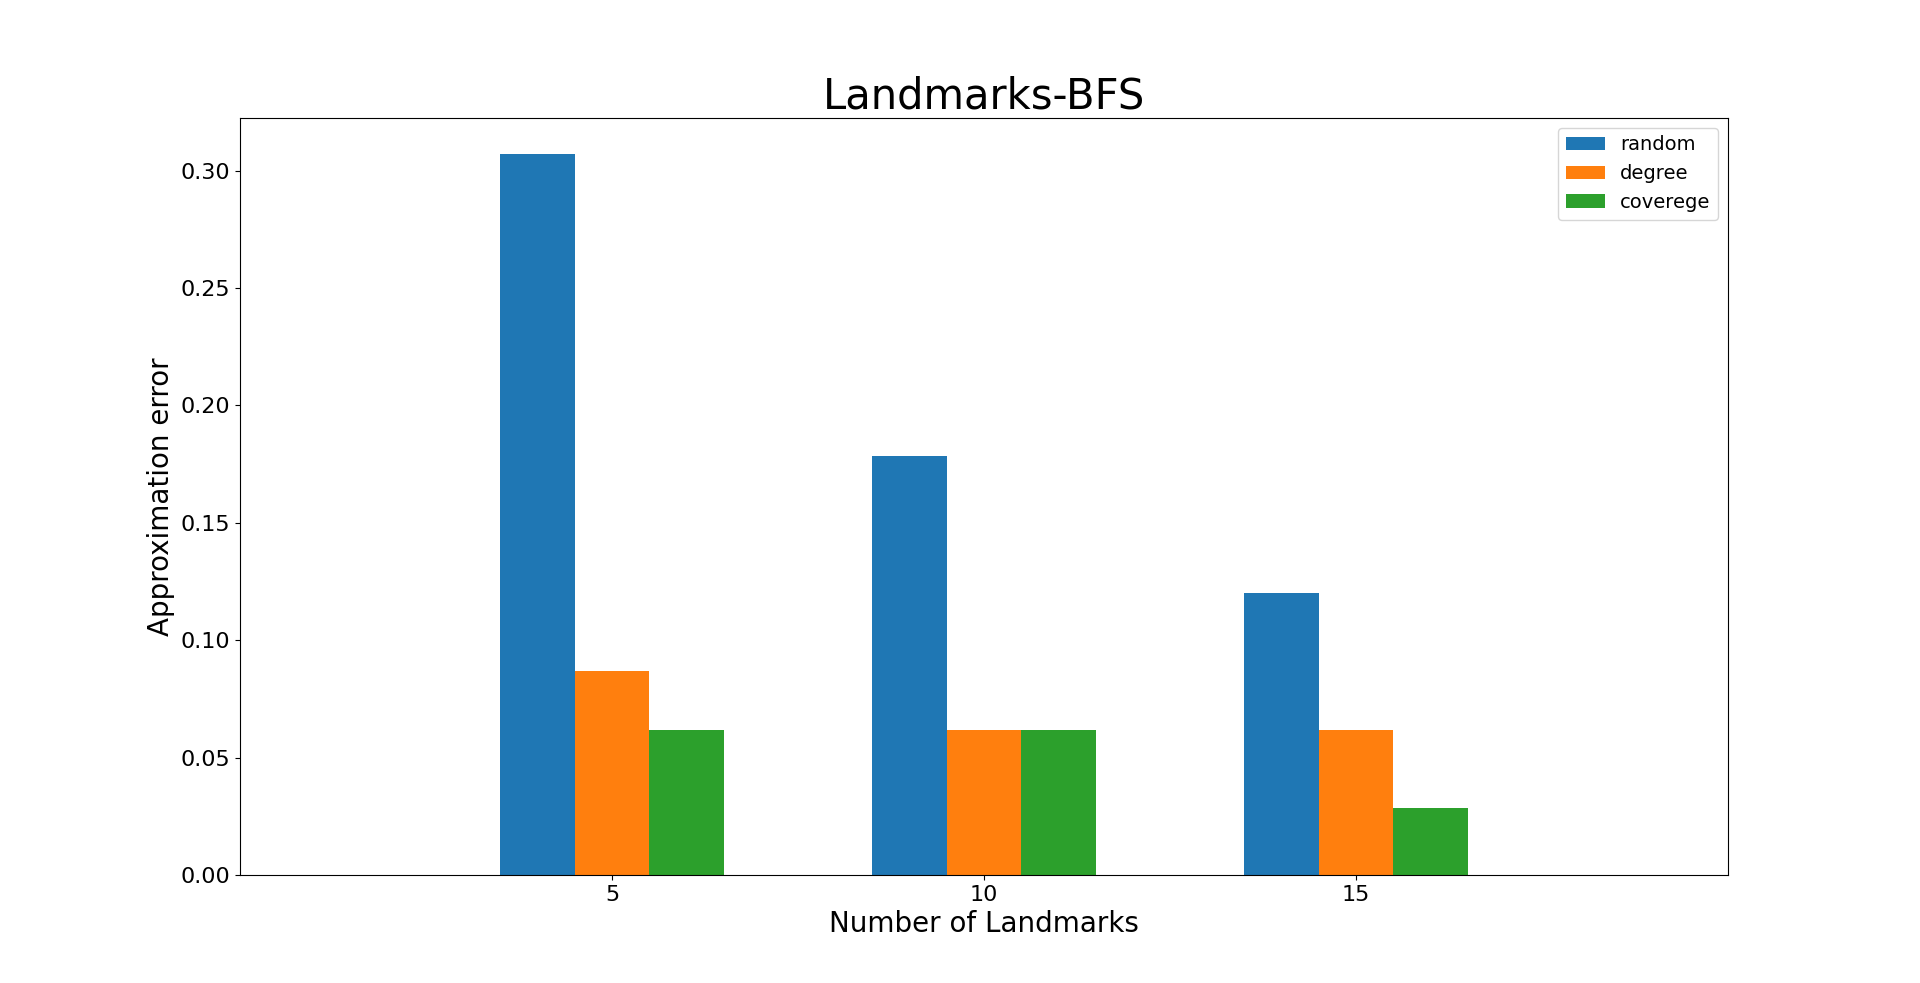 Landmarks-BFS
random
degree
coverege
0.30
0.25
0.20
0.15
0.10
0.05
0.00
Approximation error
5 10 15
Number of Landmarks